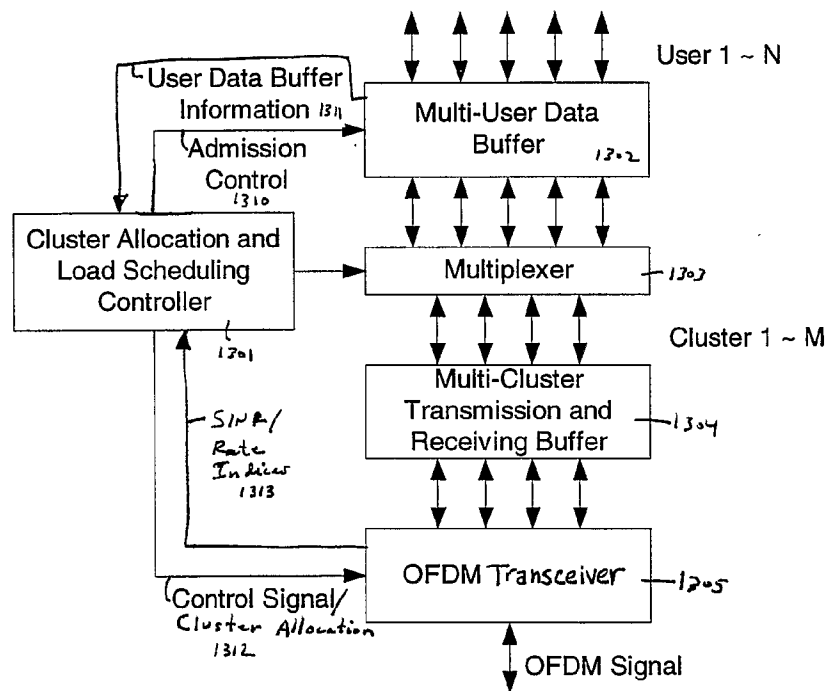 User 1 ~ N
User Data Buffer
Information 1311
Admission
Control
1310
Multi-User Data
Buffer
1302
Cluster Allocation and
Load Scheduling
Controller
1301
Multiplexer
1303
Cluster 1 ~ M
Multi-Cluster
Transmission and
Receiving Buffer
1304
SINR/
Rate
Indices
1313
OFDM Transceiver
1305
Control Signal/
Cluster Allocation
1312
OFDM Signal